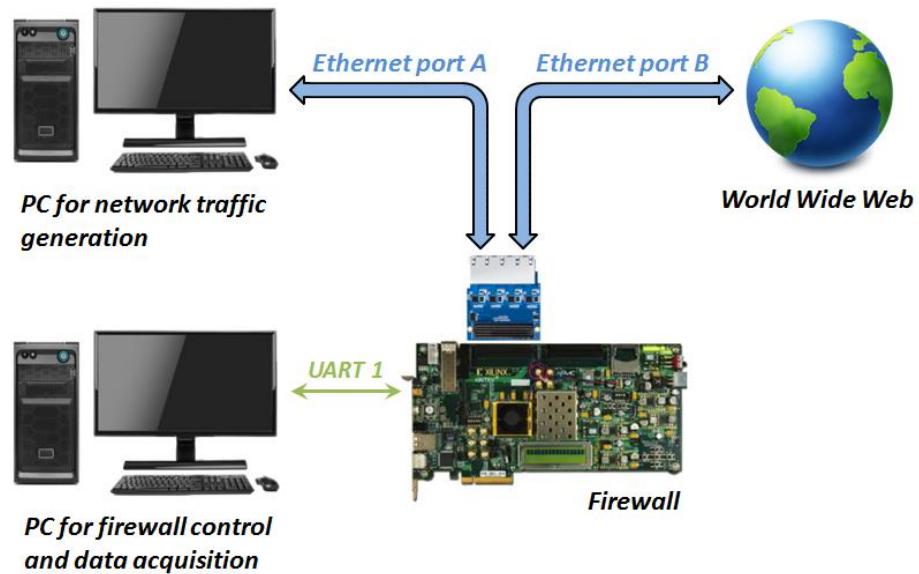 Ethernet port A
Ethernet port B
PC for network traffic
generation
World Wide Web
UART 1
XILINX
Firewall
PC for firewall control
and data acquisition